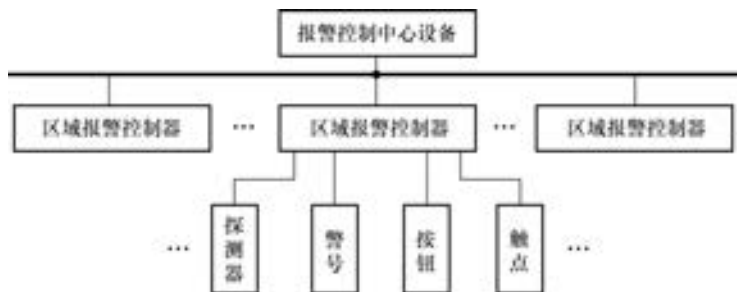 报警控制中心设备
区域报警控制器 … 区域报警控制器 … 区域报警控制器
… 探测器 警号 按钮 触点 …